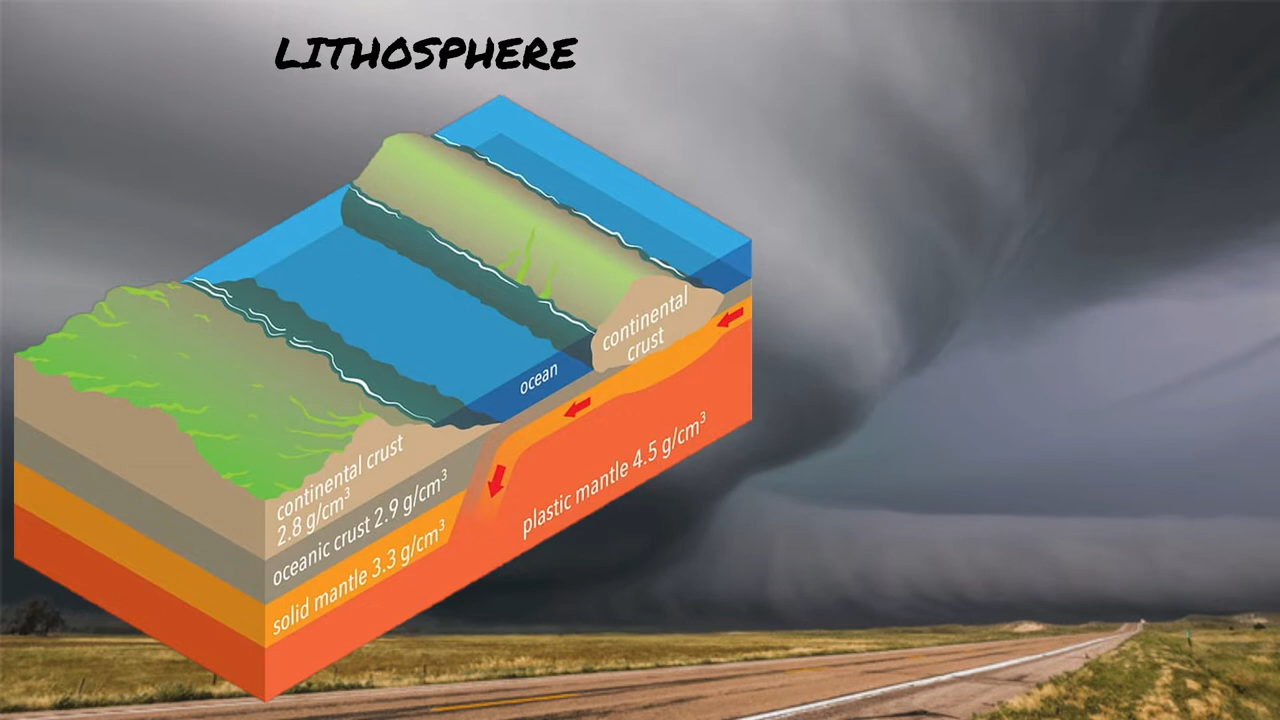 LITHOSPHERE
continental
crust
ocean
continental crust
2.8 g/cm³
oceanic crust 2.9 g/cm³
solid mantle 3.3 g/cm³
plastic mantle 4.5 g/cm³